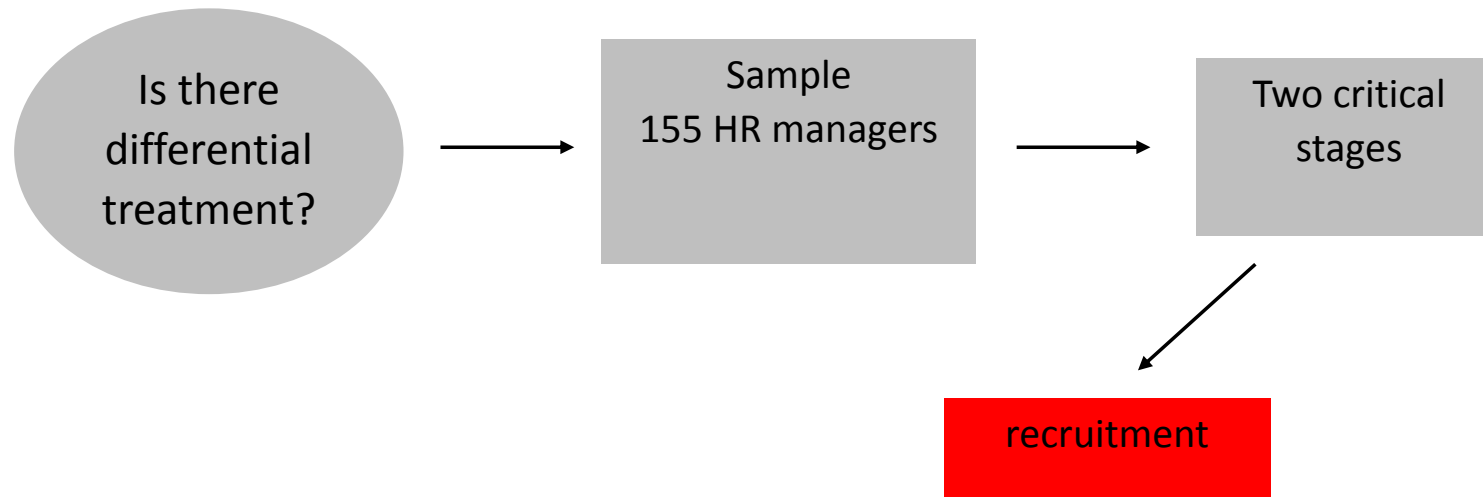 Is there
differential
treatment?
Sample
155 HR managers
Two critical
stages
recruitment